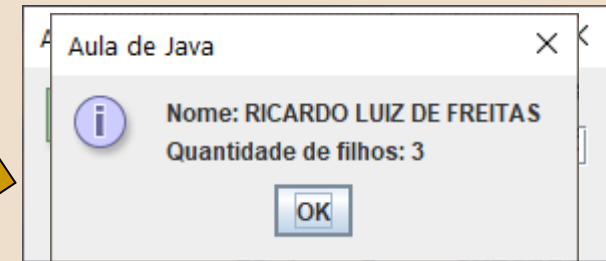 A
Aula de Java
Nome: RICARDO LUIZ DE FREITAS
Quantidade de filhos: 3
OK